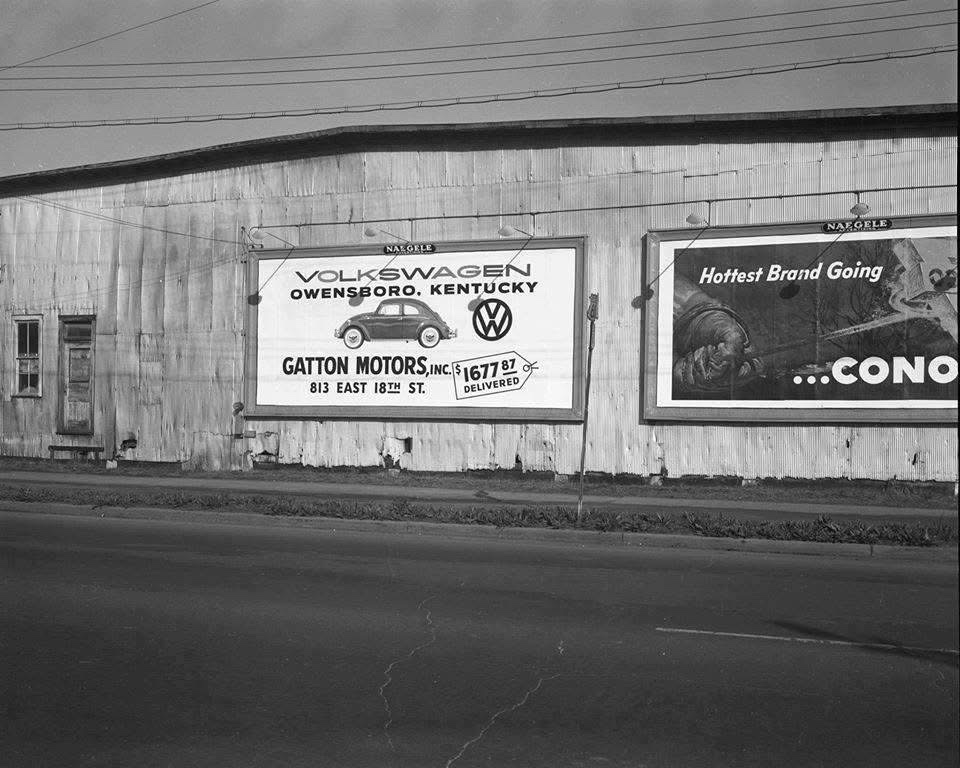 NAEGELE
VOLKSWAGEN
OWENSBORO, KENTUCKY
VW
GATTON MOTORS, INC.
813 EAST 18TH ST.
$1677 87
DELIVERED
NAEGELE
Hottest Brand Going
...CONO